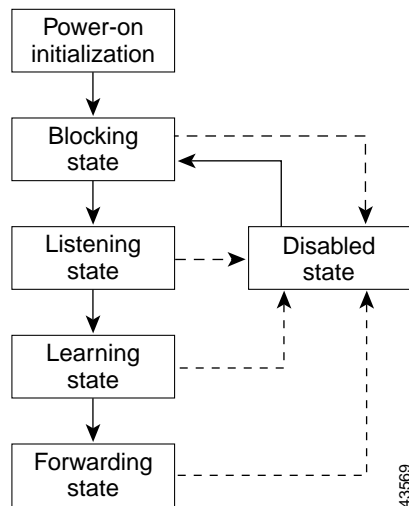 Power-on
initialization
Blocking
state
Listening
state
Disabled
state
Learning
state
Forwarding
state
43569